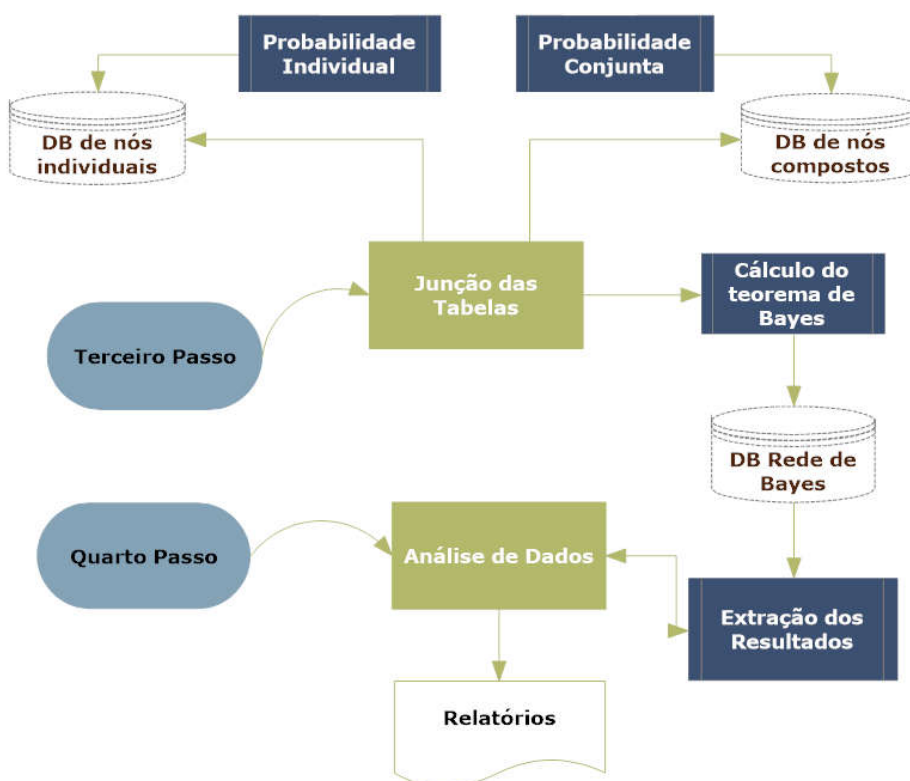 Probabilidade
Individual
Probabilidade
Conjunta
DB de nós
individuais
DB de nós
compostos
Junção das
Tabelas
Cálculo do
teorema de
Bayes
Terceiro Passo
DB Rede de
Bayes
Quarto Passo
Análise de Dados
Extração dos
Resultados
Relatórios